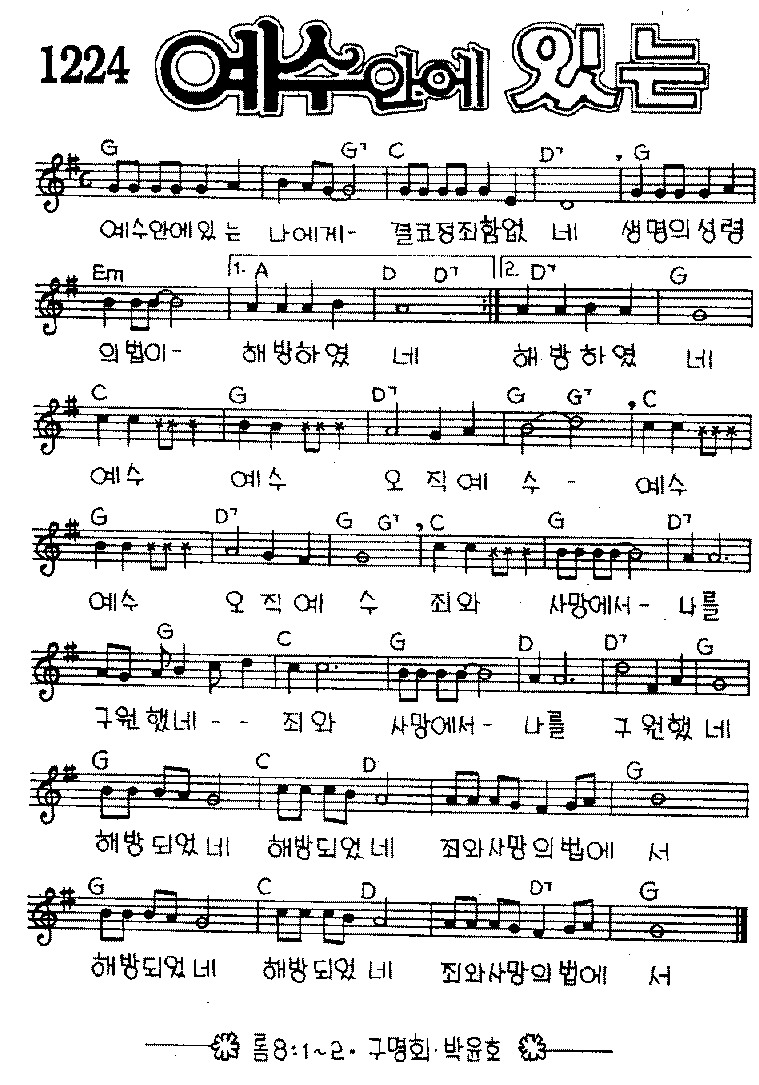 1224 예수안에 있는
G G7 C D7 G
예수안에있는 나에게- 결코정죄함없 네 생명의성령
Em 1. A D D7 2. D7 G
의법이- 해방하였 네 해방하였 네
C G D7 G G7 C
예수 예수 오직예 수 - 예수
G D7 G G7 C G D7
예수 오직예 수 죄와 사망에서- 나를
G C G D D7 G
구원했네- - 죄와 사망에서- 나를 구원했 네
G C D G
해방되었네 해방되었네 죄와사망의법에 서
G C D D7 G
해방되었네 해방되었네 죄와사망의법에 서
롬8:1~2· 구명회·박윤호